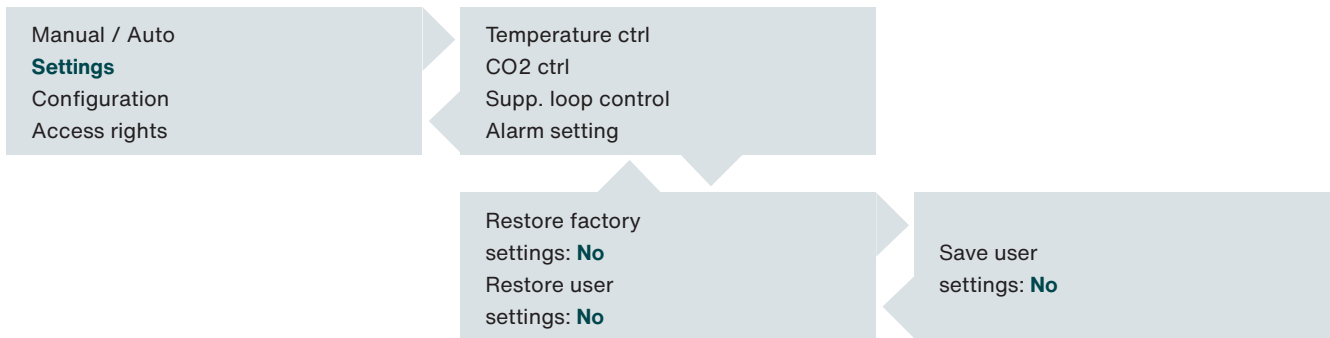 Manual / Auto
Settings
Configuration
Access rights
Temperature ctrl
CO2 ctrl
Supp. loop control
Alarm setting
Restore factory
settings: No
Restore user
settings: No
Save user
settings: No